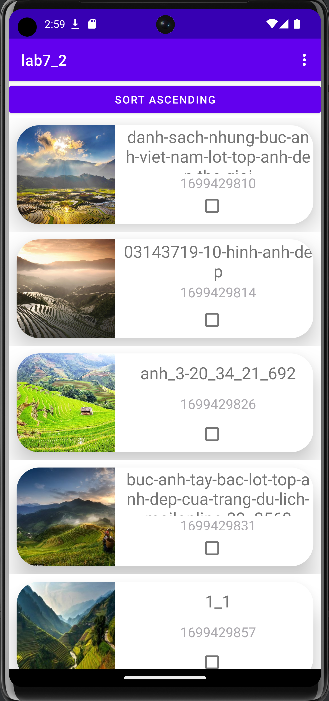 2:59
lab7_2
SORT ASCENDING
danh-sach-nhung-buc-an
h-viet-nam-lot-top-anh-de
1699429810
03143719-10-hinh-anh-de
p
1699429814
anh_3-20_34_21_692
1699429826
buc-anh-tay-bac-lot-top-a
nh-dep-cua-trang-du-lich-
1699429831
1_1
1699429857